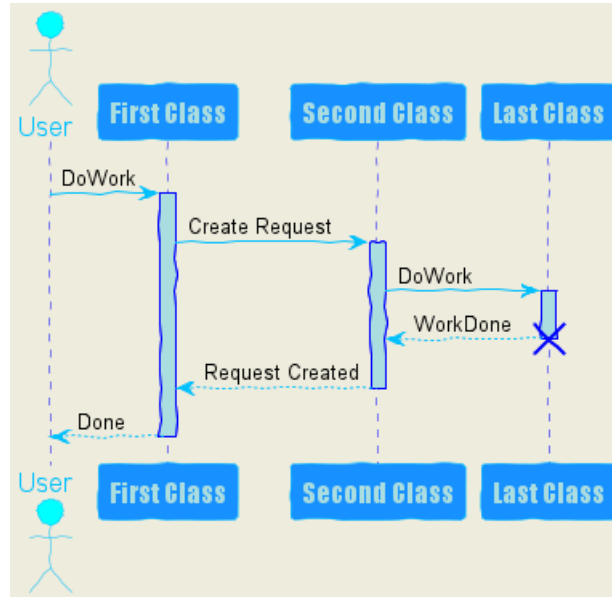 User
First Class
Second Class
Last Class
DoWork
Create Request
DoWork
WorkDone
Request Created
Done
User
First Class
Second Class
Last Class